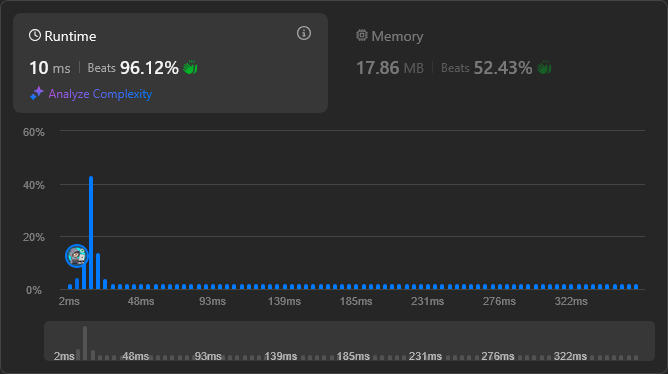 Runtime
10 ms Beats 96.12%
Analyze Complexity
Memory
17.86 MB Beats 52.43%
60%
40%
20%
0%
2ms 48ms 93ms 139ms 185ms 231ms 276ms 322ms
2ms 48ms 93ms 139ms 185ms 231ms 276ms 322ms